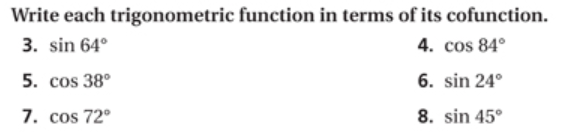 Write each trigonometric function in terms of its cofunction.
3. sin 64° 4. cos 84°
5. cos 38° 6. sin 24°
7. cos 72° 8. sin 45°